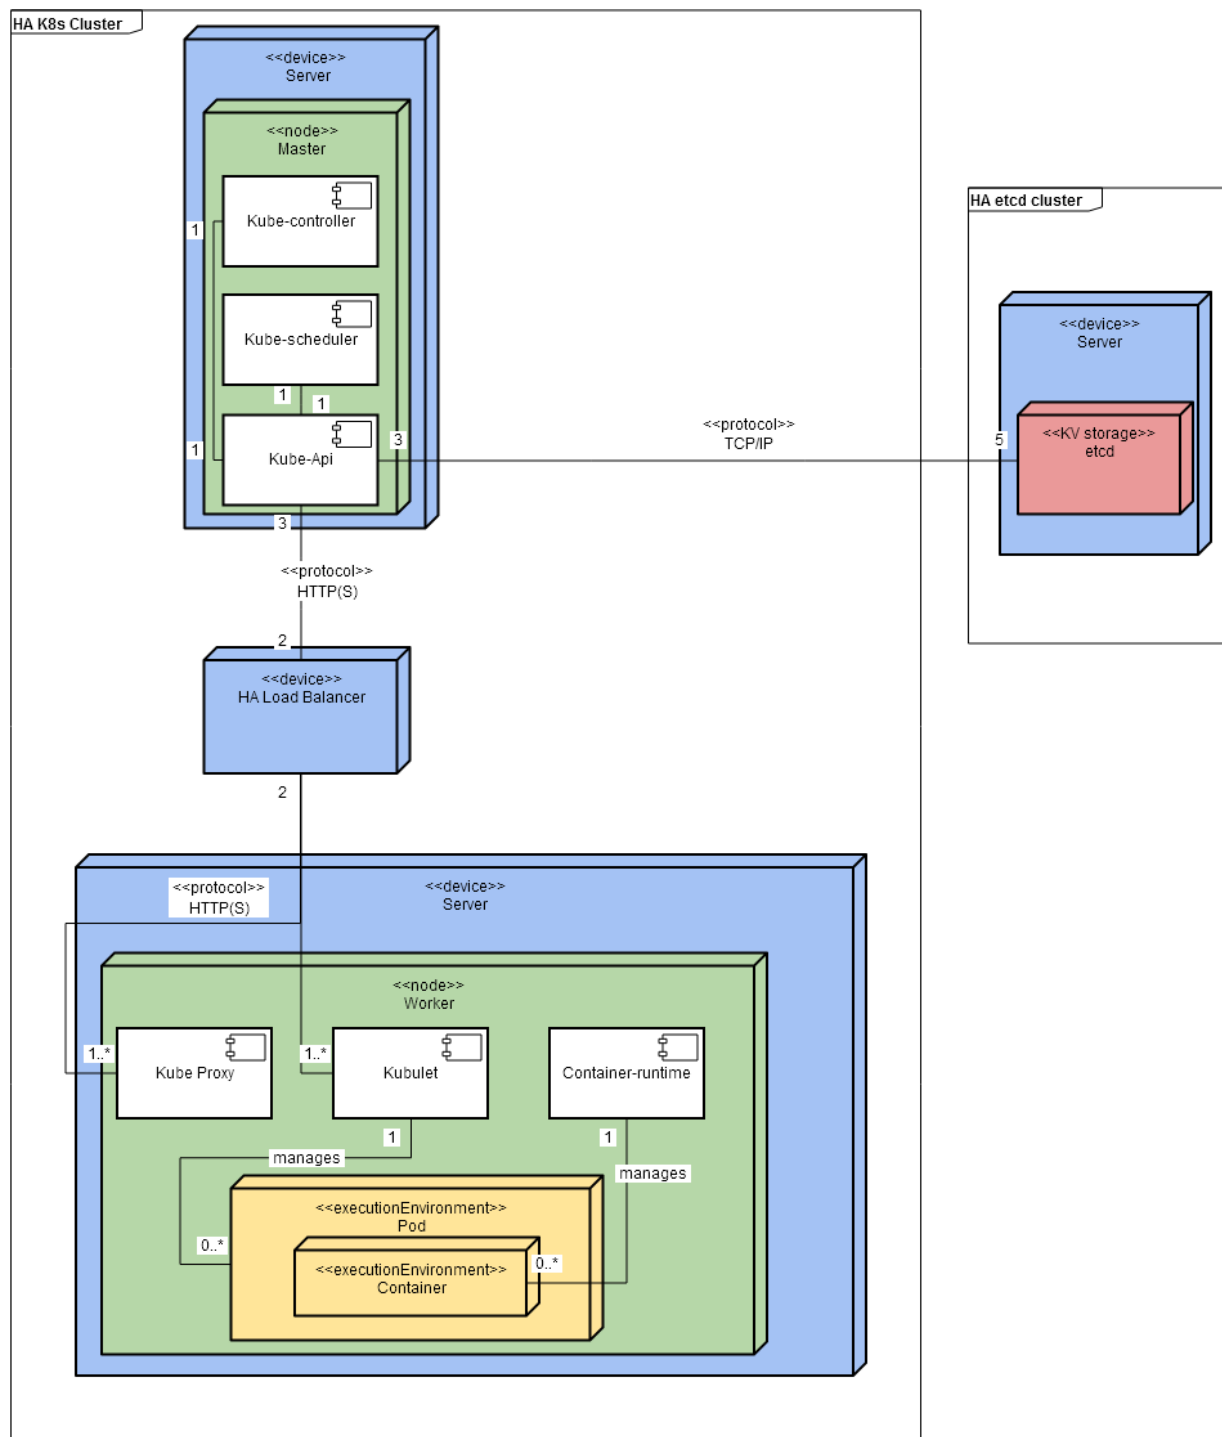 HA K8s Cluster
<<device>>
Server
<<node>>
Master
Kube-controller
1
Kube-scheduler
1
1
Kube-Api
1
3
3
<<protocol>>
TCP/IP
5
HA etcd cluster
<<device>>
Server
<<KV storage>>
etcd
<<protocol>>
HTTP(S)
2
<<device>>
HA Load Balancer
2
<<protocol>>
HTTP(S)
<<device>>
Server
<<node>>
Worker
1..*
Kube Proxy
1..*
Kubulet
Container-runtime
1
1
manages
manages
<<executionEnvironment>>
Pod
0..*
0..*
<<executionEnvironment>>
Container